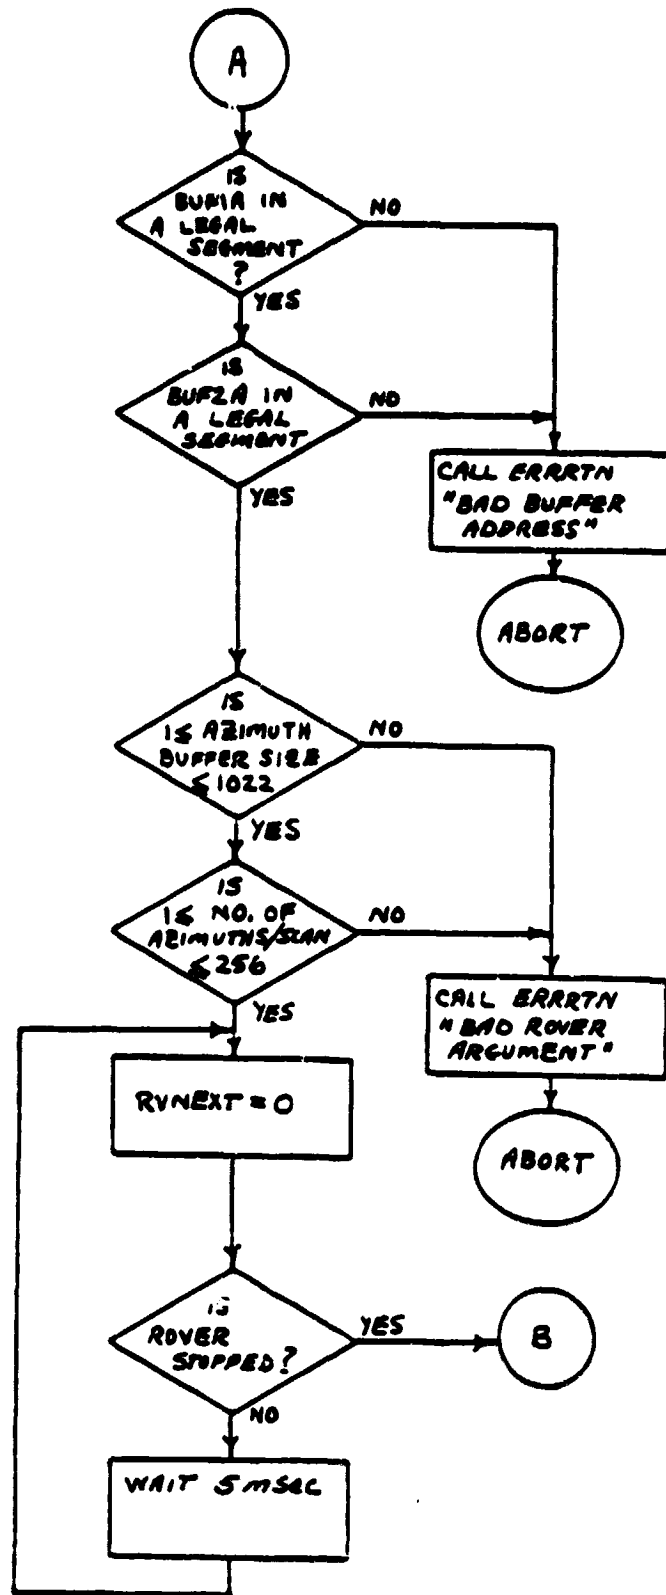 A
IS
BUF1A IN
A LEGAL
SEGMENT
?
NO
YES
IS
BUF2A IN
A LEGAL
SEGMENT
NO
YES
CALL ERRRTN
"BAD BUFFER
ADDRESS"
ABORT
IS
1≤ AZIMUTH
BUFFER SIZE
≤1022
NO
YES
IS
1≤ NO. OF
AZIMUTHS/SCAN
≤256
NO
YES
CALL ERRRTN
"BAD ROVER
ARGUMENT"
ABORT
RVNEXT = 0
IS
ROVER
STOPPED?
YES
B
NO
WAIT 5 msec